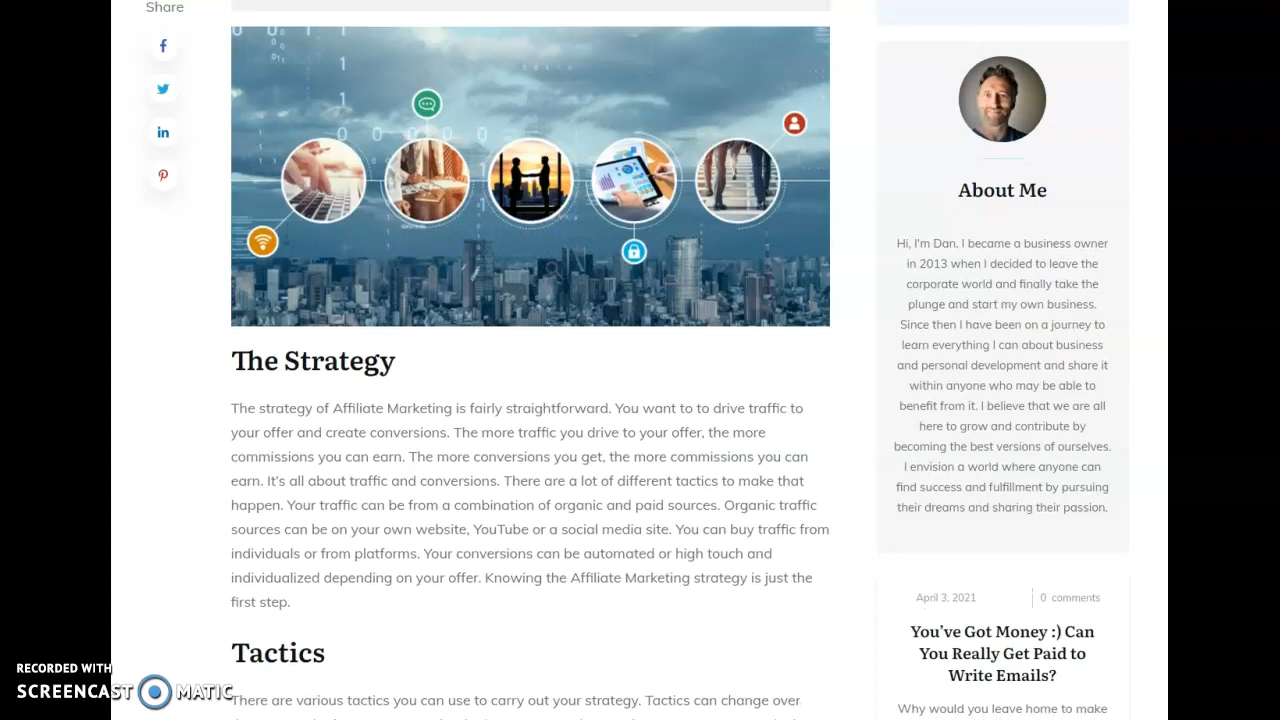 Share
The Strategy
The strategy of Affiliate Marketing is fairly straightforward. You want to to drive traffic to
your offer and create conversions. The more traffic you drive to your offer, the more
commissions you can earn. The more conversions you get, the more commissions you can
earn. It's all about traffic and conversions. There are a lot of different tactics to make that
happen. Your traffic can be from a combination of organic and paid sources. Organic traffic
sources can be on your own website, YouTube or a social media site. You can buy traffic from
individuals or from platforms. Your conversions can be automated or high touch and
individualized depending on your offer. Knowing the Affiliate Marketing strategy is just the
first step.
Tactics
There are various tactics you can use to carry out your strategy. Tactics can change over
About Me
Hi, I'm Dan. I became a business owner
in 2013 when I decided to leave the
corporate world and finally take the
plunge and start my own business.
Since then I have been on a journey to
learn everything I can about business
and personal development and share it
within anyone who may be able to
benefit from it. I believe that we are all
here to grow and contribute by
becoming the best versions of ourselves.
I envision a world where anyone can
find success and fulfillment by pursuing
their dreams and sharing their passion.
April 3, 2021
0 comments
You've Got Money :) Can
You Really Get Paid to
Write Emails?
Why would you leave home to make
RECORDED WITH
SCREENCAST MATIC